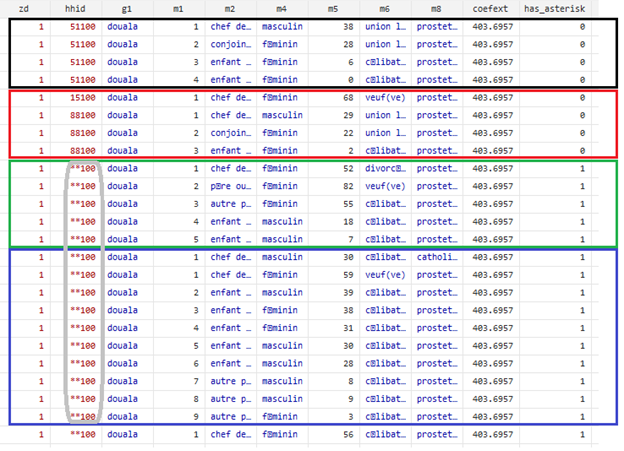 zd hhid g1 m1 m2 m4 m5 m6 m8 coefext has_asterisk
1 51100 douala 1 chef de… masculin 38 union l… prostet… 403.6957 0
1 51100 douala 2 conjoin… f�minin 28 union l… prostet… 403.6957 0
1 51100 douala 3 enfant … f�minin 6 c�libat… prostet… 403.6957 0
1 51100 douala 4 enfant … f�minin 0 c�libat… prostet… 403.6957 0
1 15100 douala 1 chef de… f�minin 68 veuf(ve) prostet… 403.6957 0
1 88100 douala 1 chef de… masculin 29 union l… prostet… 403.6957 0
1 88100 douala 2 conjoin… f�minin 22 union l… prostet… 403.6957 0
1 88100 douala 3 enfant … f�minin 2 c�libat… prostet… 403.6957 0
1 **100 douala 1 chef de… f�minin 52 divorc�… prostet… 403.6957 1
1 **100 douala 2 p�re ou… f�minin 82 veuf(ve) prostet… 403.6957 1
1 **100 douala 3 autre p… f�minin 55 c�libat… prostet… 403.6957 1
1 **100 douala 4 enfant … masculin 18 c�libat… prostet… 403.6957 1
1 **100 douala 5 enfant … masculin 7 c�libat… prostet… 403.6957 1
1 **100 douala 1 chef de… masculin 30 c�libat… catholi… 403.6957 1
1 **100 douala 1 chef de… f�minin 59 veuf(ve) prostet… 403.6957 1
1 **100 douala 2 enfant … masculin 39 c�libat… prostet… 403.6957 1
1 **100 douala 3 enfant … f�minin 38 c�libat… prostet… 403.6957 1
1 **100 douala 4 enfant … f�minin 31 c�libat… prostet… 403.6957 1
1 **100 douala 5 enfant … masculin 30 c�libat… prostet… 403.6957 1
1 **100 douala 6 enfant … masculin 28 c�libat… prostet… 403.6957 1
1 **100 douala 7 autre p… masculin 8 c�libat… prostet… 403.6957 1
1 **100 douala 8 autre p… masculin 9 c�libat… prostet… 403.6957 1
1 **100 douala 9 autre p… f�minin 3 c�libat… prostet… 403.6957 1
1 **100 douala 1 chef de… f�minin 56 c�libat… prostet… 403.6957 1